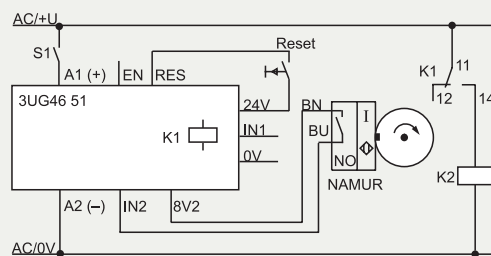 AC/+U
S1
Reset
A1 (+) EN RES
K1 11
3UG46 51
24V
BN
I
12 14
K1
IN1
BU
0V
NO
K2
NAMUR
A2 (–) IN2 8V2
AC/0V